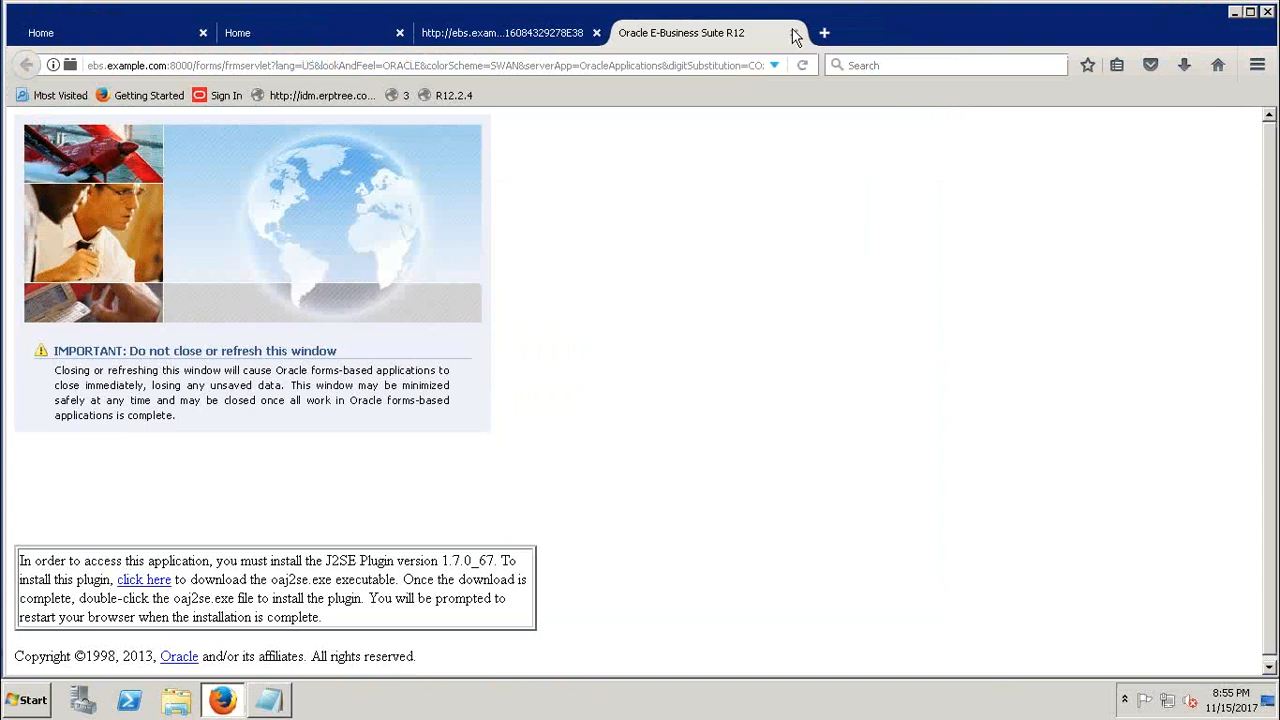 Home
Home
http://ebs.exam...16084329278E38
Oracle E-Business Suite R12
ebs.example.com:8000/forms/frmservlet?lang=US&lookAndFeel=ORACLE&colorScheme=SWAN&serverApp=OracleApplications&digitSubstitution=CO
Search
Most Visited
Getting Started
Sign In
http://idm.erptree.co...
3
R12.2.4
IMPORTANT: Do not close or refresh this window
Closing or refreshing this window will cause Oracle forms-based applications to
close immediately, losing any unsaved data. This window may be minimized
safely at any time and may be closed once all work in Oracle forms-based
applications is complete.
In order to access this application, you must install the J2SE Plugin version 1.7.0_67. To
install this plugin, click here to download the oaj2se.exe executable. Once the download is
complete, double-click the oaj2se.exe file to install the plugin. You will be prompted to
restart your browser when the installation is complete.
Copyright ©1998, 2013, Oracle and/or its affiliates. All rights reserved.
Start
8:55 PM
11/15/2017